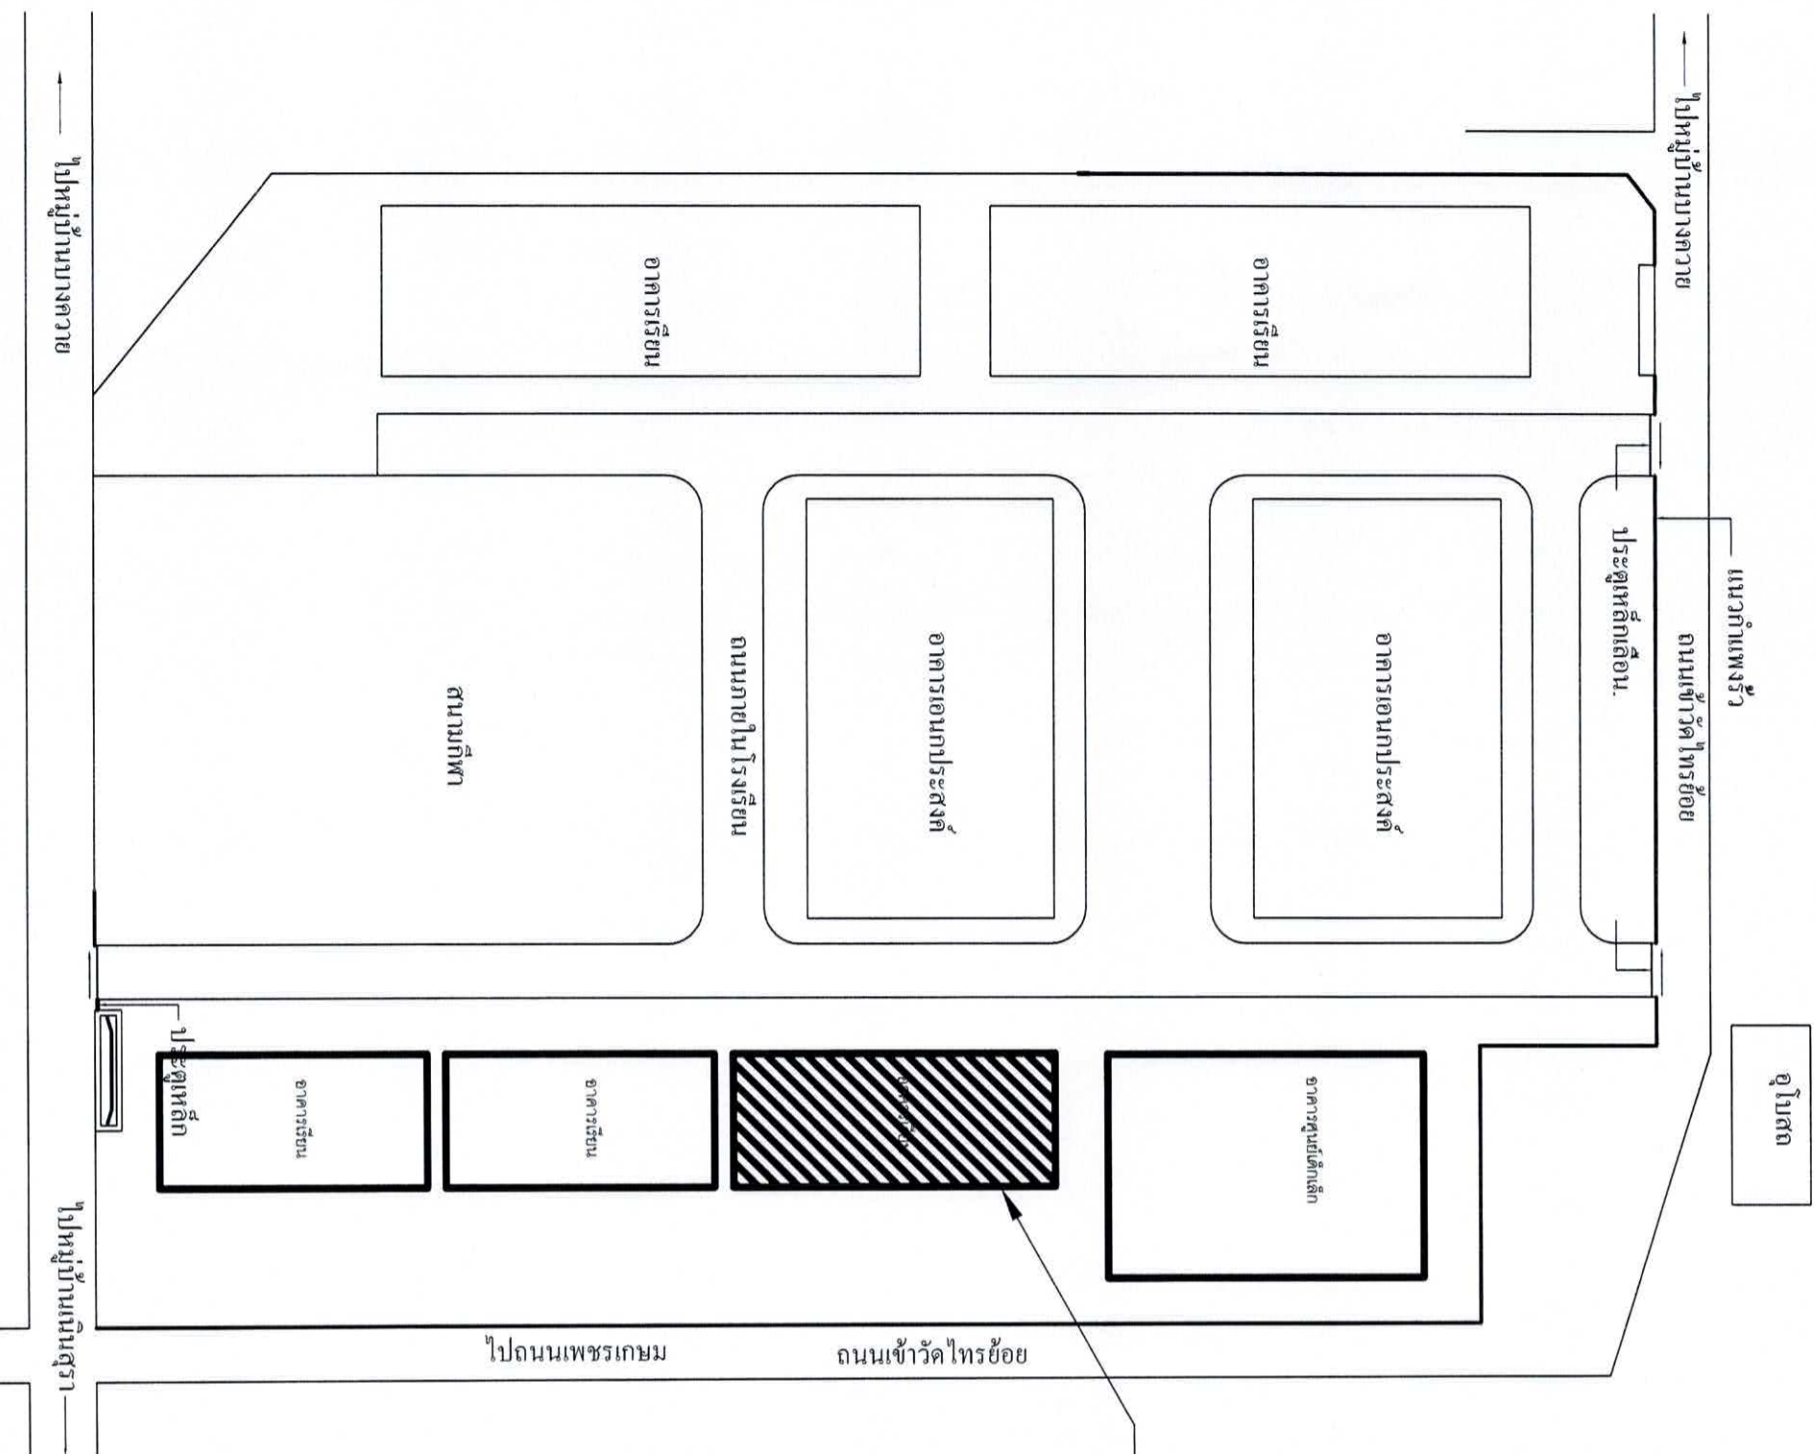 ไปหมู่บ้านบางควาย
ไปหมู่บ้านบางควาย
อาคารเรียน
อาคารเรียน
ประตูเหล็กเลื่อน.
แนวกำแพงรั้ว
ถนนเข้าวัดไทรย้อย
สนามกีฬา
ถนนภายในโรงเรียน
อาคารเอนกประสงค์
อาคารเอนกประสงค์
ประตูเหล็ก
อาคารเรียน
อาคารเรียน
อาคารศูนย์เด็กเล็ก
อุโบสถ
ไปหมู่บ้านเนินสุรา
ไปถนนเพชรเกษม
ถนนเข้าวัดไทรย้อย